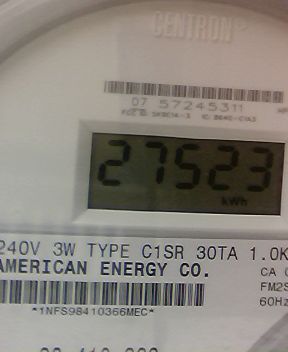 CENTRON®
07 57245311
27523
kWh
240V 3W TYPE C1SR 30TA 1.0K
AMERICAN ENERGY CO.
CA
FM2S
60Hz
*1NFS98410366MEC*